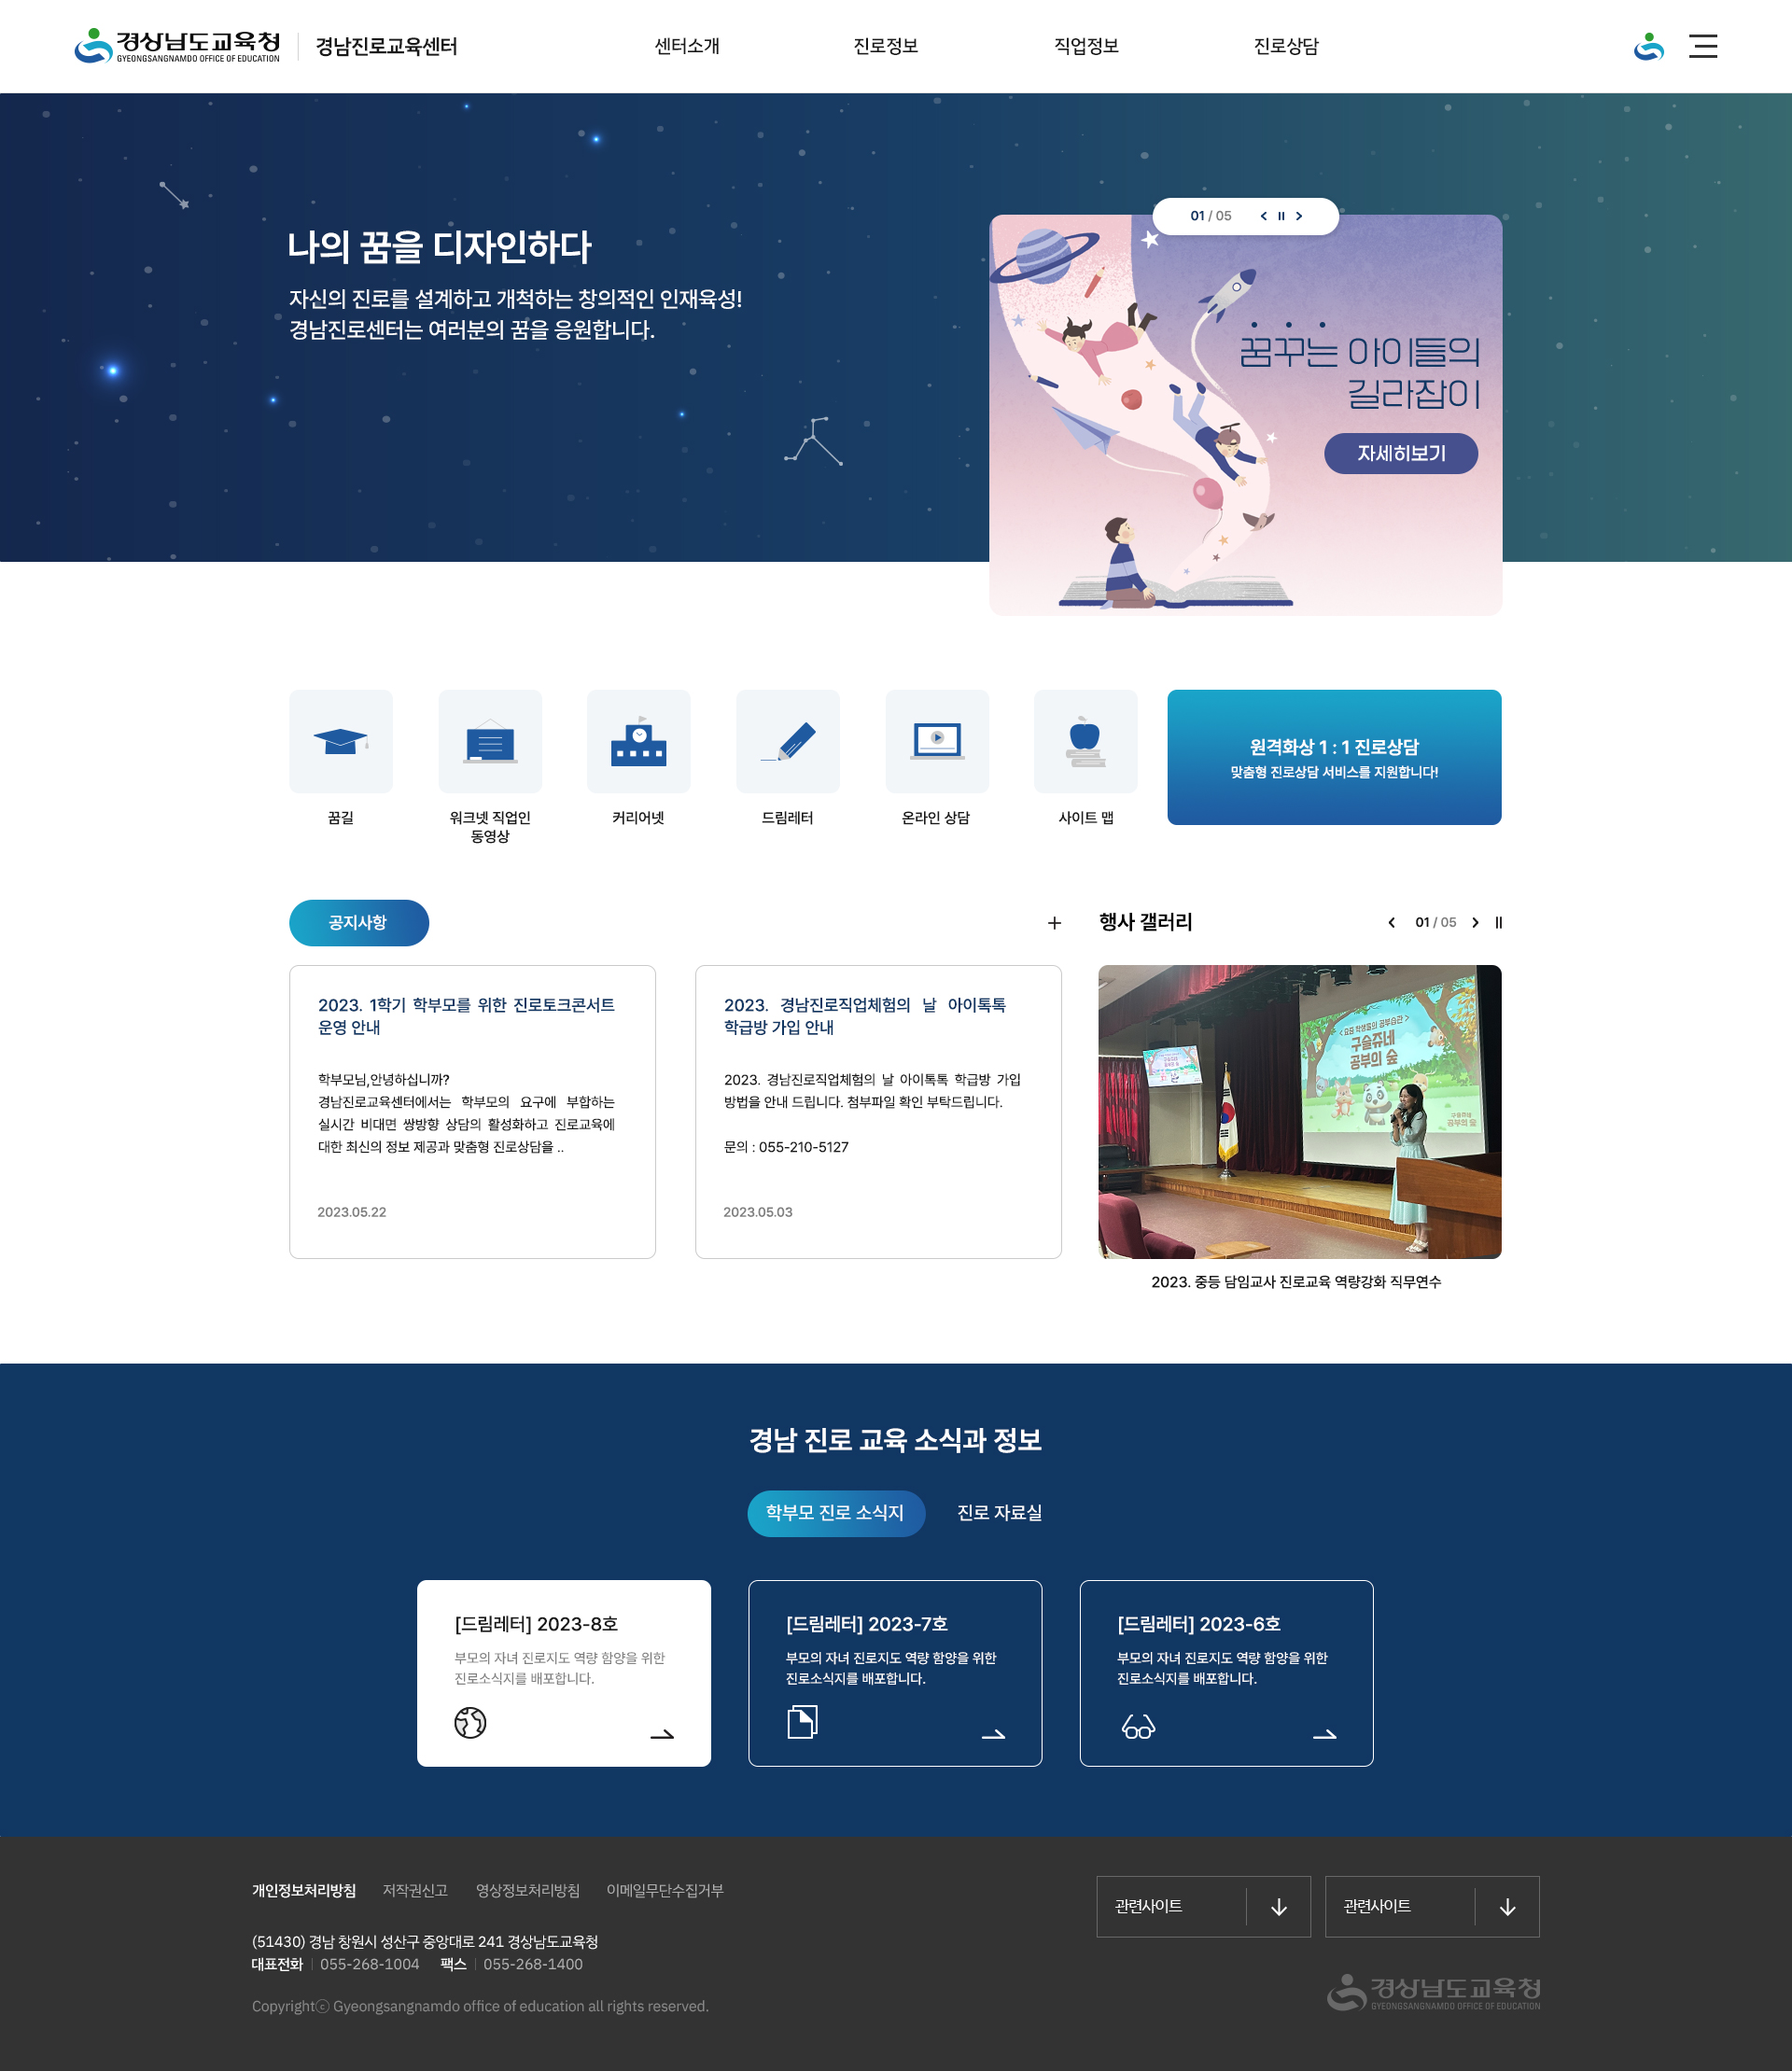 경상남도교육청
GYEONGSANGNAMDO OFFICE OF EDUCATION
경남진로교육센터
센터소개
진로정보
직업정보
진로상담
나의 꿈을 디자인하다
자신의 진로를 설계하고 개척하는 창의적인 인재육성!
경남진로센터는 여러분의 꿈을 응원합니다.
01 / 05
꿈꾸는 아이들의
길라잡이
자세히보기
꿈길
워크넷 직업인
동영상
커리어넷
드림레터
온라인 상담
사이트 맵
원격화상 1 : 1 진로상담
맞춤형 진로상담 서비스를 지원합니다!
공지사항
2023. 1학기 학부모를 위한 진로토크콘서트
운영 안내
학부모님,안녕하십니까?
경남진로교육센터에서는 학부모의 요구에 부합하는
실시간 비대면 쌍방향 상담의 활성화하고 진로교육에
대한 최신의 정보 제공과 맞춤형 진로상담을 ..
2023.05.22
2023. 경남진로직업체험의 날 아이톡톡
학급방 가입 안내
2023. 경남진로직업체험의 날 아이톡톡 학급방 가입
방법을 안내 드립니다. 첨부파일 확인 부탁드립니다.
문의 : 055-210-5127
2023.05.03
행사 갤러리
01 / 05
구슬쥬네
공부의 숲
구슬쥬네
공부의 숲
2023. 중등 담임교사 진로교육 역량강화 직무연수
경남 진로 교육 소식과 정보
학부모 진로 소식지
진로 자료실
[드림레터] 2023-8호
부모의 자녀 진로지도 역량 함양을 위한
진로소식지를 배포합니다.
[드림레터] 2023-7호
부모의 자녀 진로지도 역량 함양을 위한
진로소식지를 배포합니다.
[드림레터] 2023-6호
부모의 자녀 진로지도 역량 함양을 위한
진로소식지를 배포합니다.
개인정보처리방침
저작권신고
영상정보처리방침
이메일무단수집거부
(51430) 경남 창원시 성산구 중앙대로 241 경상남도교육청
대표전화 055-268-1004 팩스 055-268-1400
Copyrightⓒ Gyeongsangnamdo office of education all rights reserved.
관련사이트
관련사이트
경상남도교육청
GYEONGSANGNAMDO OFFICE OF EDUCATION